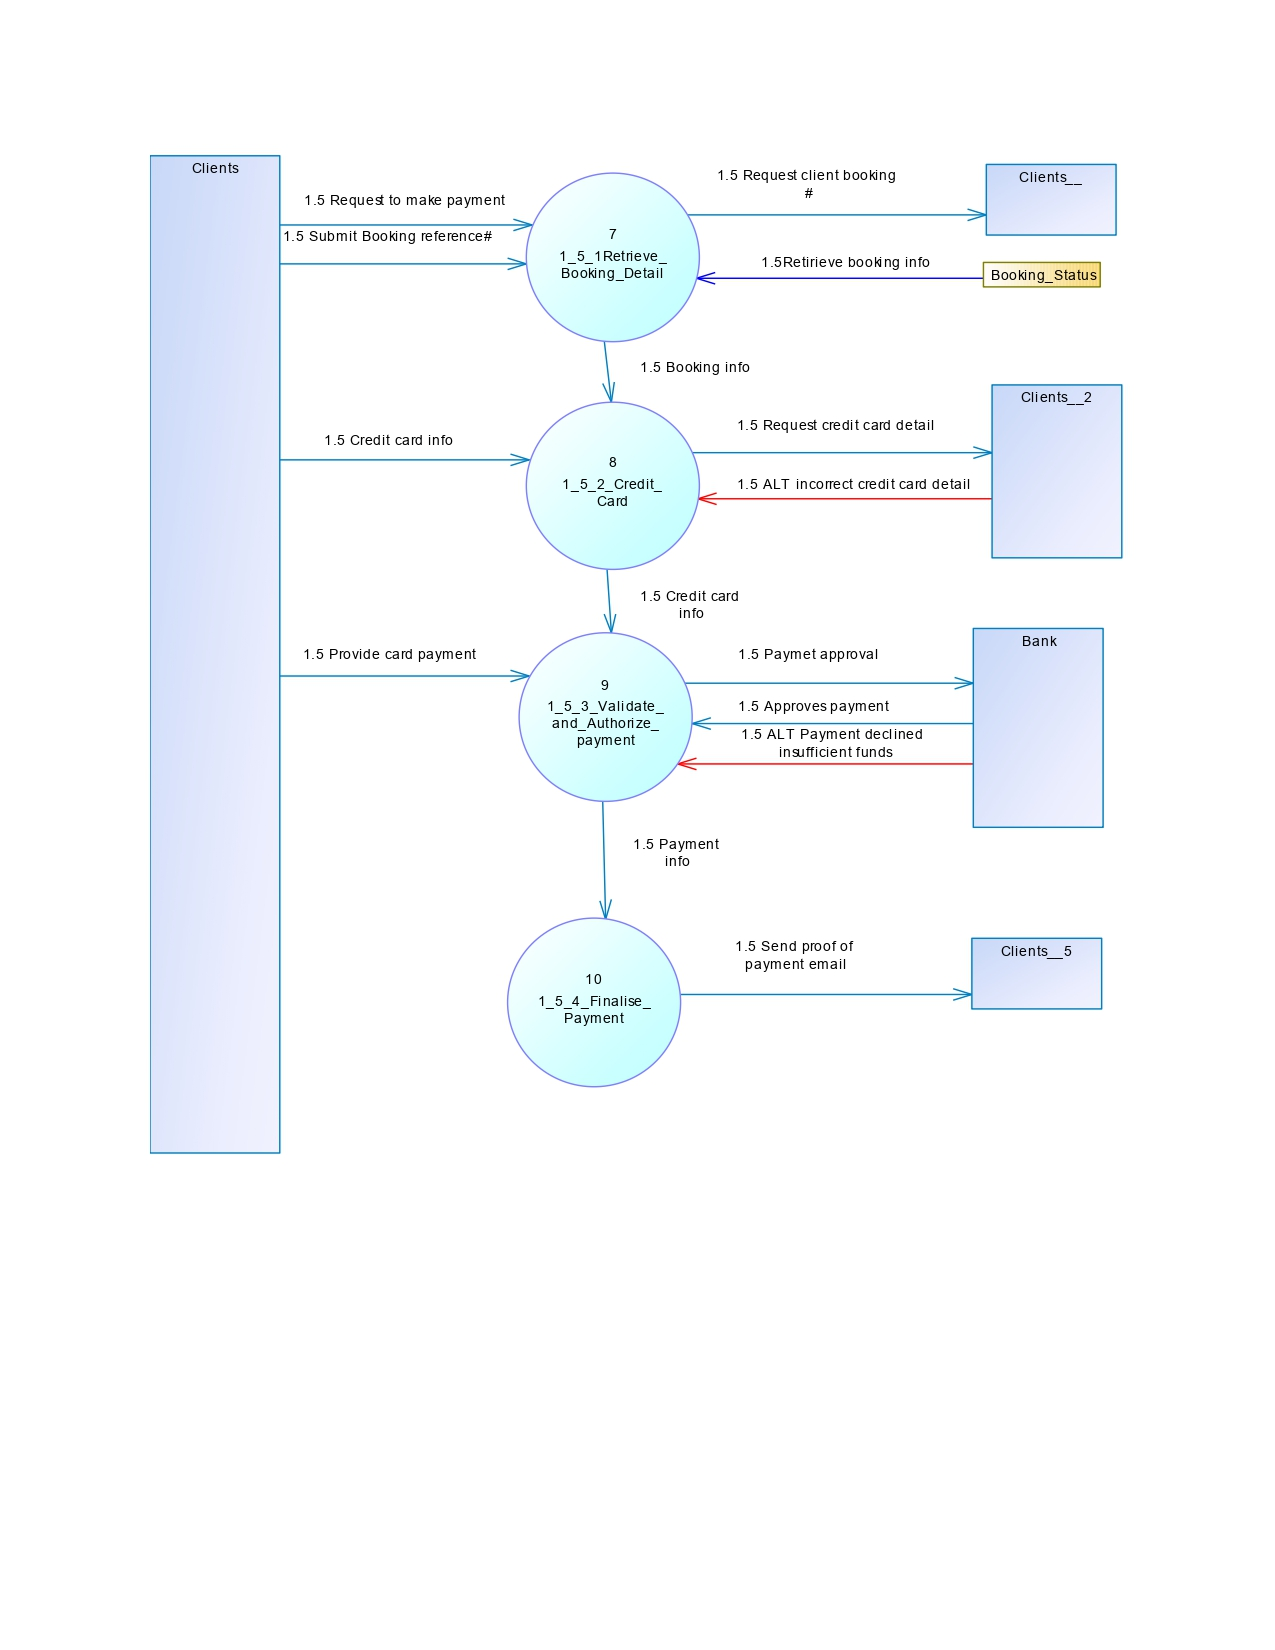 Clients
1.5 Request to make payment
1.5 Submit Booking reference#
7
1_5_1Retrieve_
Booking_Detail
1.5 Request client booking
#
Clients__
1.5Retirieve booking info
Booking_Status
1.5 Booking info
1.5 Credit card info
8
1_5_2_Credit_
Card
1.5 Request credit card detail
1.5 ALT incorrect credit card detail
Clients__2
1.5 Credit card
info
1.5 Provide card payment
9
1_5_3_Validate_
and_Authorize_
payment
1.5 Paymet approval
1.5 Approves payment
1.5 ALT Payment declined
insufficient funds
Bank
1.5 Payment
info
10
1_5_4_Finalise_
Payment
1.5 Send proof of
payment email
Clients__5